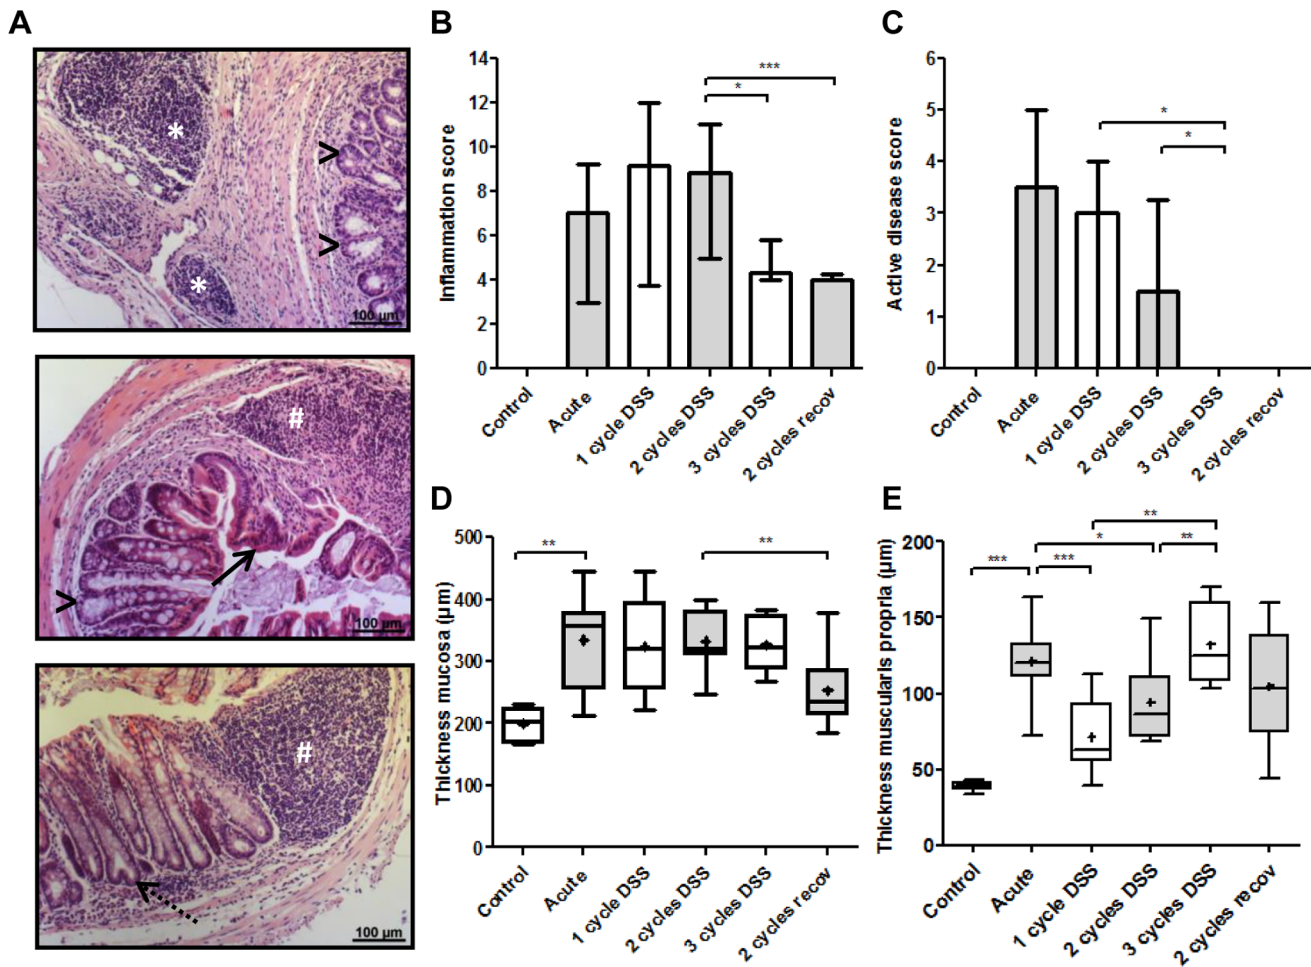 A
*
>
>
*
100 µm
#
>
100 µm
#
100 µm
B
Inflammation score
14
12
10
8
6
4
2
0
***
*
Control
Acute
1 cycle DSS
2 cycles DSS
3 cycles DSS
2 cycles recov
C
Active disease score
6
5
4
3
2
1
0
*
*
Control
Acute
1 cycle DSS
2 cycles DSS
3 cycles DSS
2 cycles recov
D
Thickness mucosa (µm)
500
400
300
200
100
0
**
**
Control
Acute
1 cycle DSS
2 cycles DSS
3 cycles DSS
2 cycles recov
E
Thickness muscularis propria (µm)
200
150
100
50
0
**
*
**
***
***
Control
Acute
1 cycle DSS
2 cycles DSS
3 cycles DSS
2 cycles recov